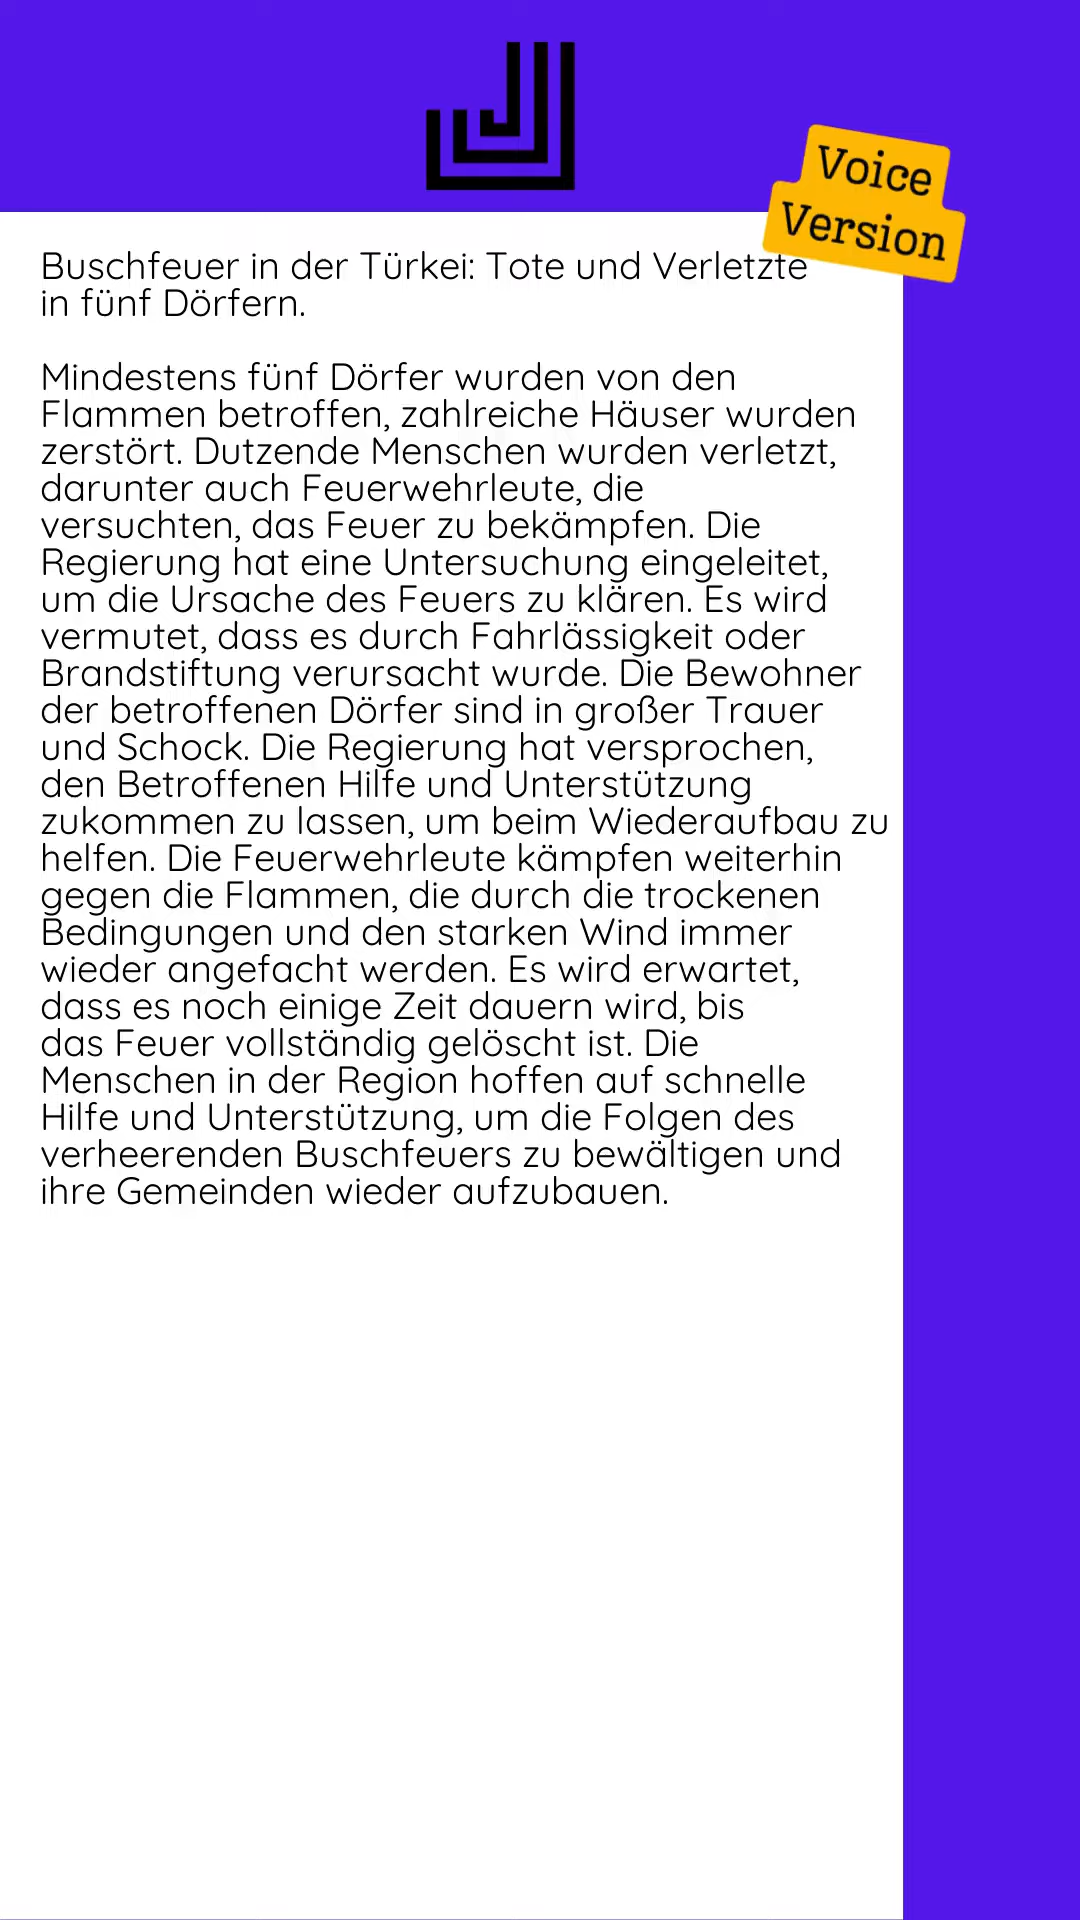 Voice
Version
Buschfeuer in der Türkei: Tote und Verletzte
in fünf Dörfern.
Mindestens fünf Dörfer wurden von den
Flammen betroffen, zahlreiche Häuser wurden
zerstört. Dutzende Menschen wurden verletzt,
darunter auch Feuerwehrleute, die
versuchten, das Feuer zu bekämpfen. Die
Regierung hat eine Untersuchung eingeleitet,
um die Ursache des Feuers zu klären. Es wird
vermutet, dass es durch Fahrlässigkeit oder
Brandstiftung verursacht wurde. Die Bewohner
der betroffenen Dörfer sind in großer Trauer
und Schock. Die Regierung hat versprochen,
den Betroffenen Hilfe und Unterstützung
zukommen zu lassen, um beim Wiederaufbau zu
helfen. Die Feuerwehrleute kämpfen weiterhin
gegen die Flammen, die durch die trockenen
Bedingungen und den starken Wind immer
wieder angefacht werden. Es wird erwartet,
dass es noch einige Zeit dauern wird, bis
das Feuer vollständig gelöscht ist. Die
Menschen in der Region hoffen auf schnelle
Hilfe und Unterstützung, um die Folgen des
verheerenden Buschfeuers zu bewältigen und
ihre Gemeinden wieder aufzubauen.